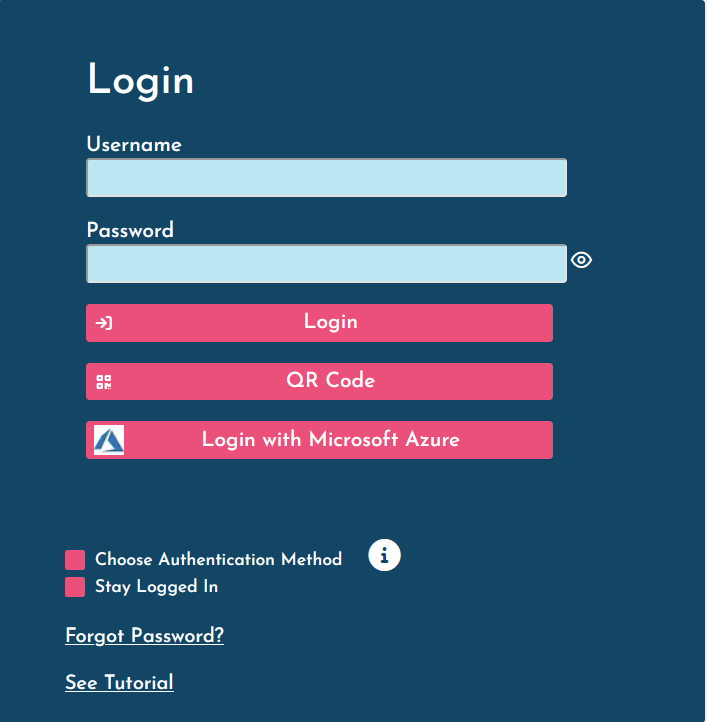 Login
Username
Password
Login
QR Code
Login with Microsoft Azure
Choose Authentication Method
Stay Logged In
Forgot Password?
See Tutorial